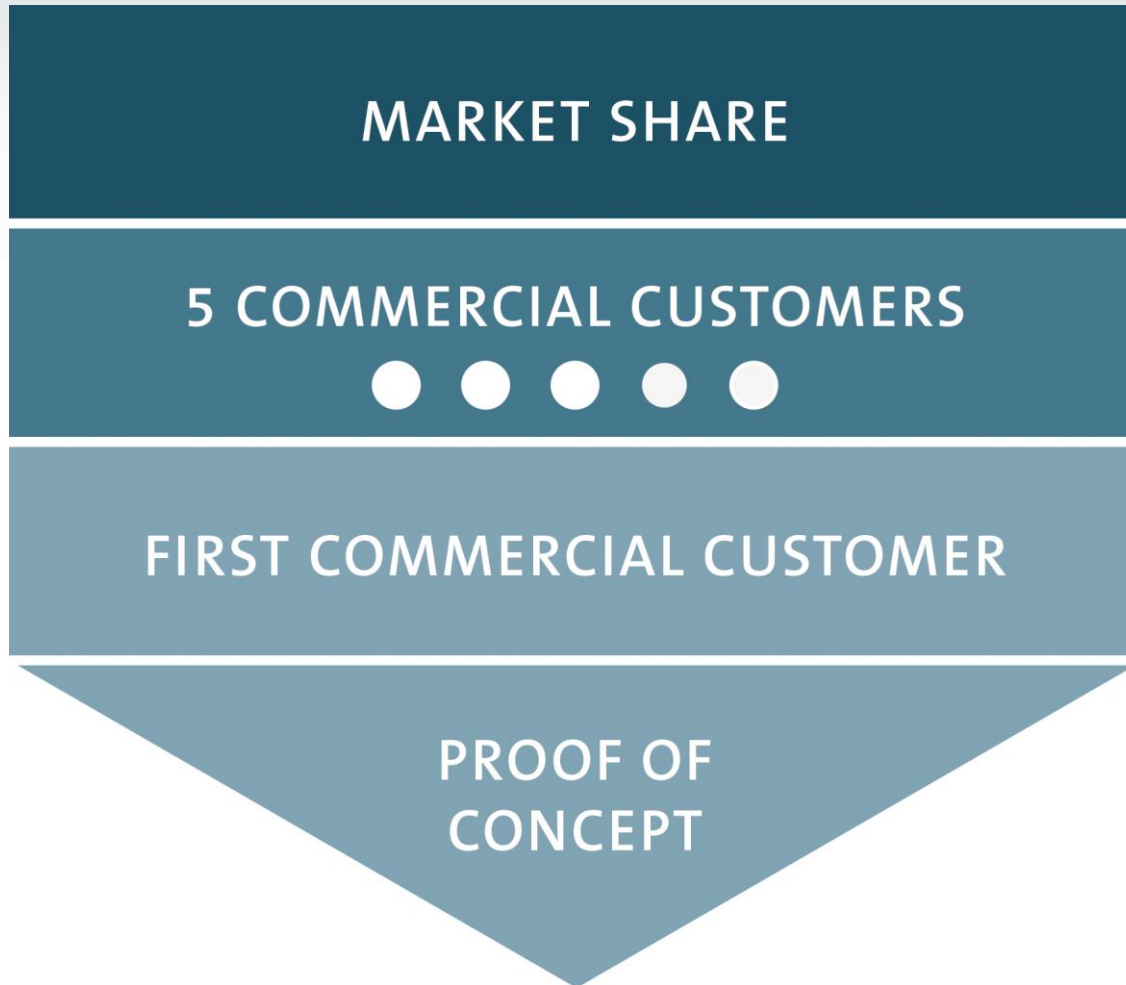 MARKET SHARE
5 COMMERCIAL CUSTOMERS
FIRST COMMERCIAL CUSTOMER
PROOF OF
CONCEPT